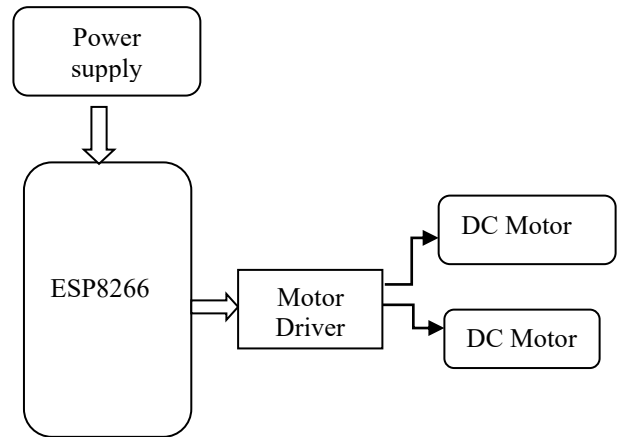 Power
supply
ESP8266
Motor
Driver
DC Motor
DC Motor